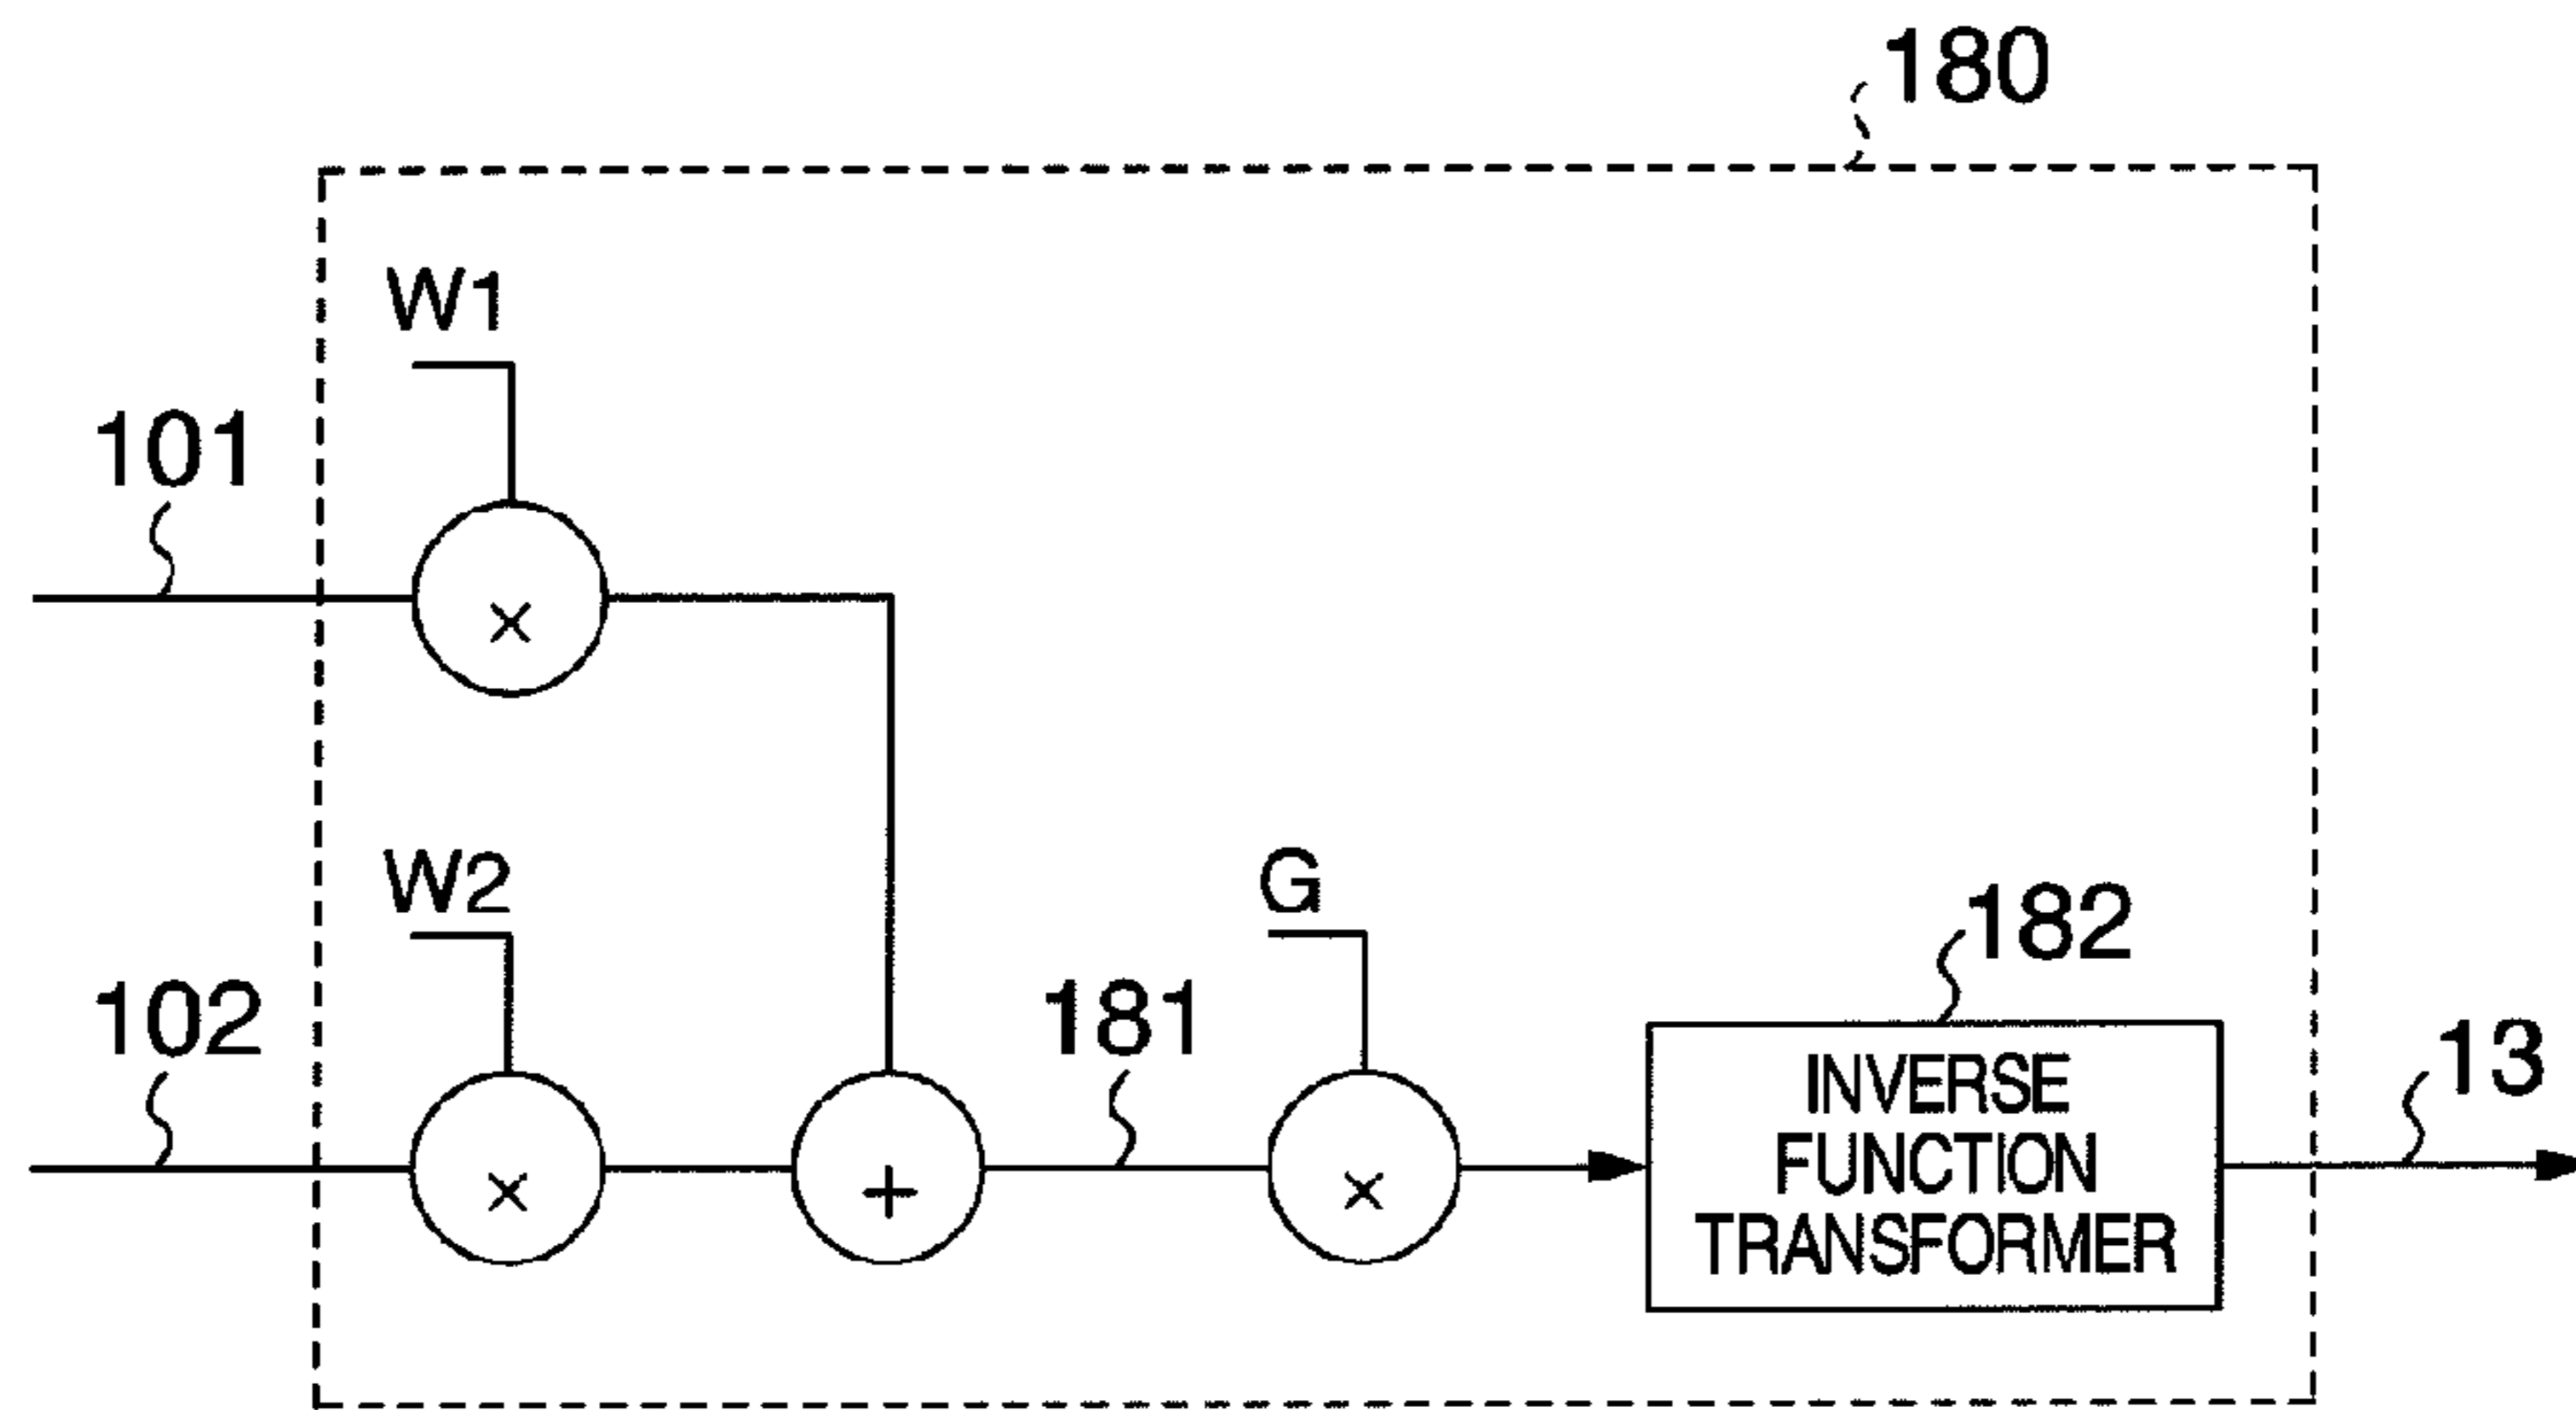 180
W1
101
×
W2
G
182
102
181
13
×
+
×
INVERSE
FUNCTION
TRANSFORMER